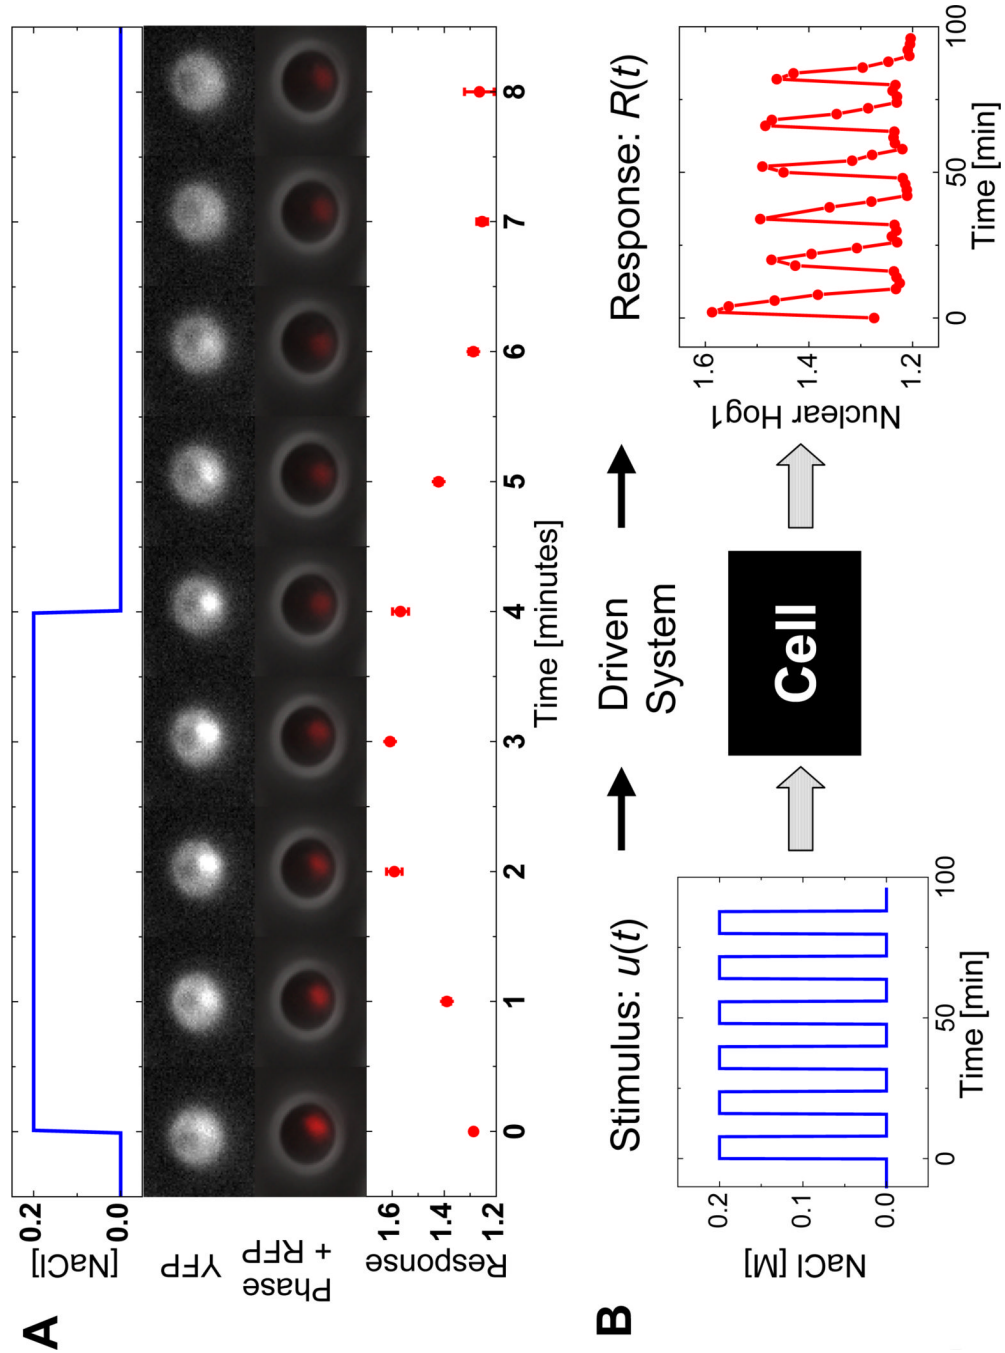 A
[NaCl]
0.2
0.0
YFP
Phase
+ RFP
Response
1.6
1.4
1.2
0 1 2 3 4 5 6 7 8
Time [minutes]
B
Stimulus: u(t)
Driven
System
Response: R(t)
NaCl [M]
0.2
0.1
0.0
0 50 100
Time [min]
Cell
Nuclear Hog1
1.6
1.4
1.2
0 50 100
Time [min]